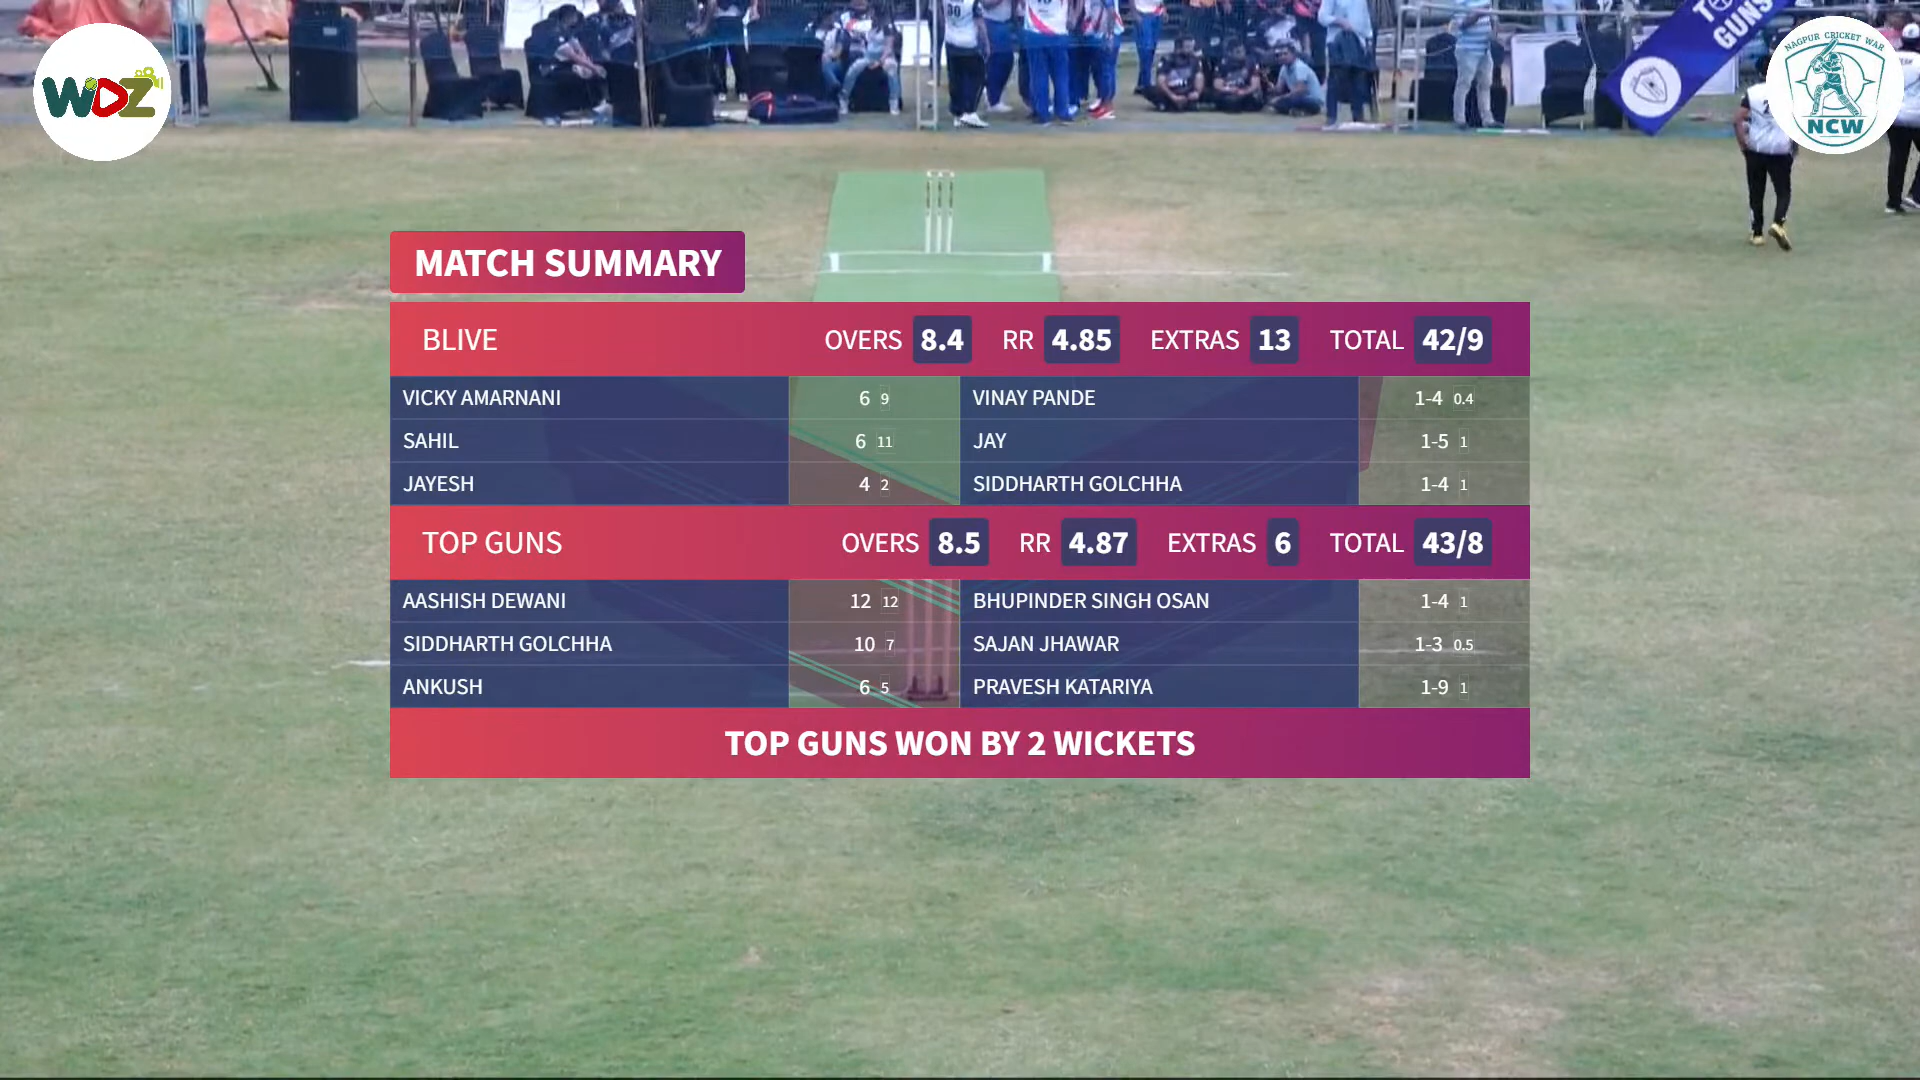 WDZ
TOP
GUNS
NAGPUR CRICKET WAR
NCW
30
MATCH SUMMARY
BLIVE OVERS 8.4 RR 4.85 EXTRAS 13 TOTAL 42/9
VICKY AMARNANI 6 9 VINAY PANDE 1-4 0.4
SAHIL 6 11 JAY 1-5 1
JAYESH 4 2 SIDDHARTH GOLCHHA 1-4 1
TOP GUNS OVERS 8.5 RR 4.87 EXTRAS 6 TOTAL 43/8
AASHISH DEWANI 12 12 BHUPINDER SINGH OSAN 1-4 1
SIDDHARTH GOLCHHA 10 7 SAJAN JHAWAR 1-3 0.5
ANKUSH 6 5 PRAVESH KATARIYA 1-9 1
TOP GUNS WON BY 2 WICKETS